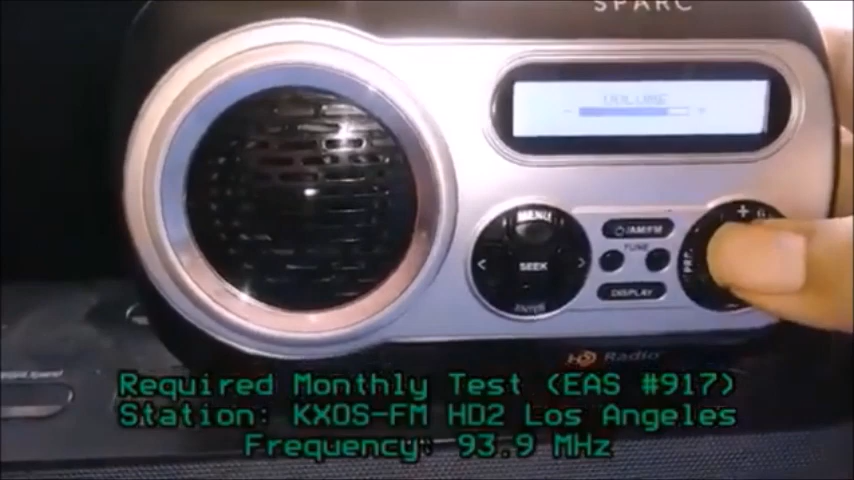 SPARC
VOLUME
- +
MENU
/AM/FM
TUNE
< SEEK >
DISPLAY
ENTER
HD Radio
Required Monthly Test (EAS #917)
Station: KXOS-FM HD2 Los Angeles
Frequency: 93.9 MHz